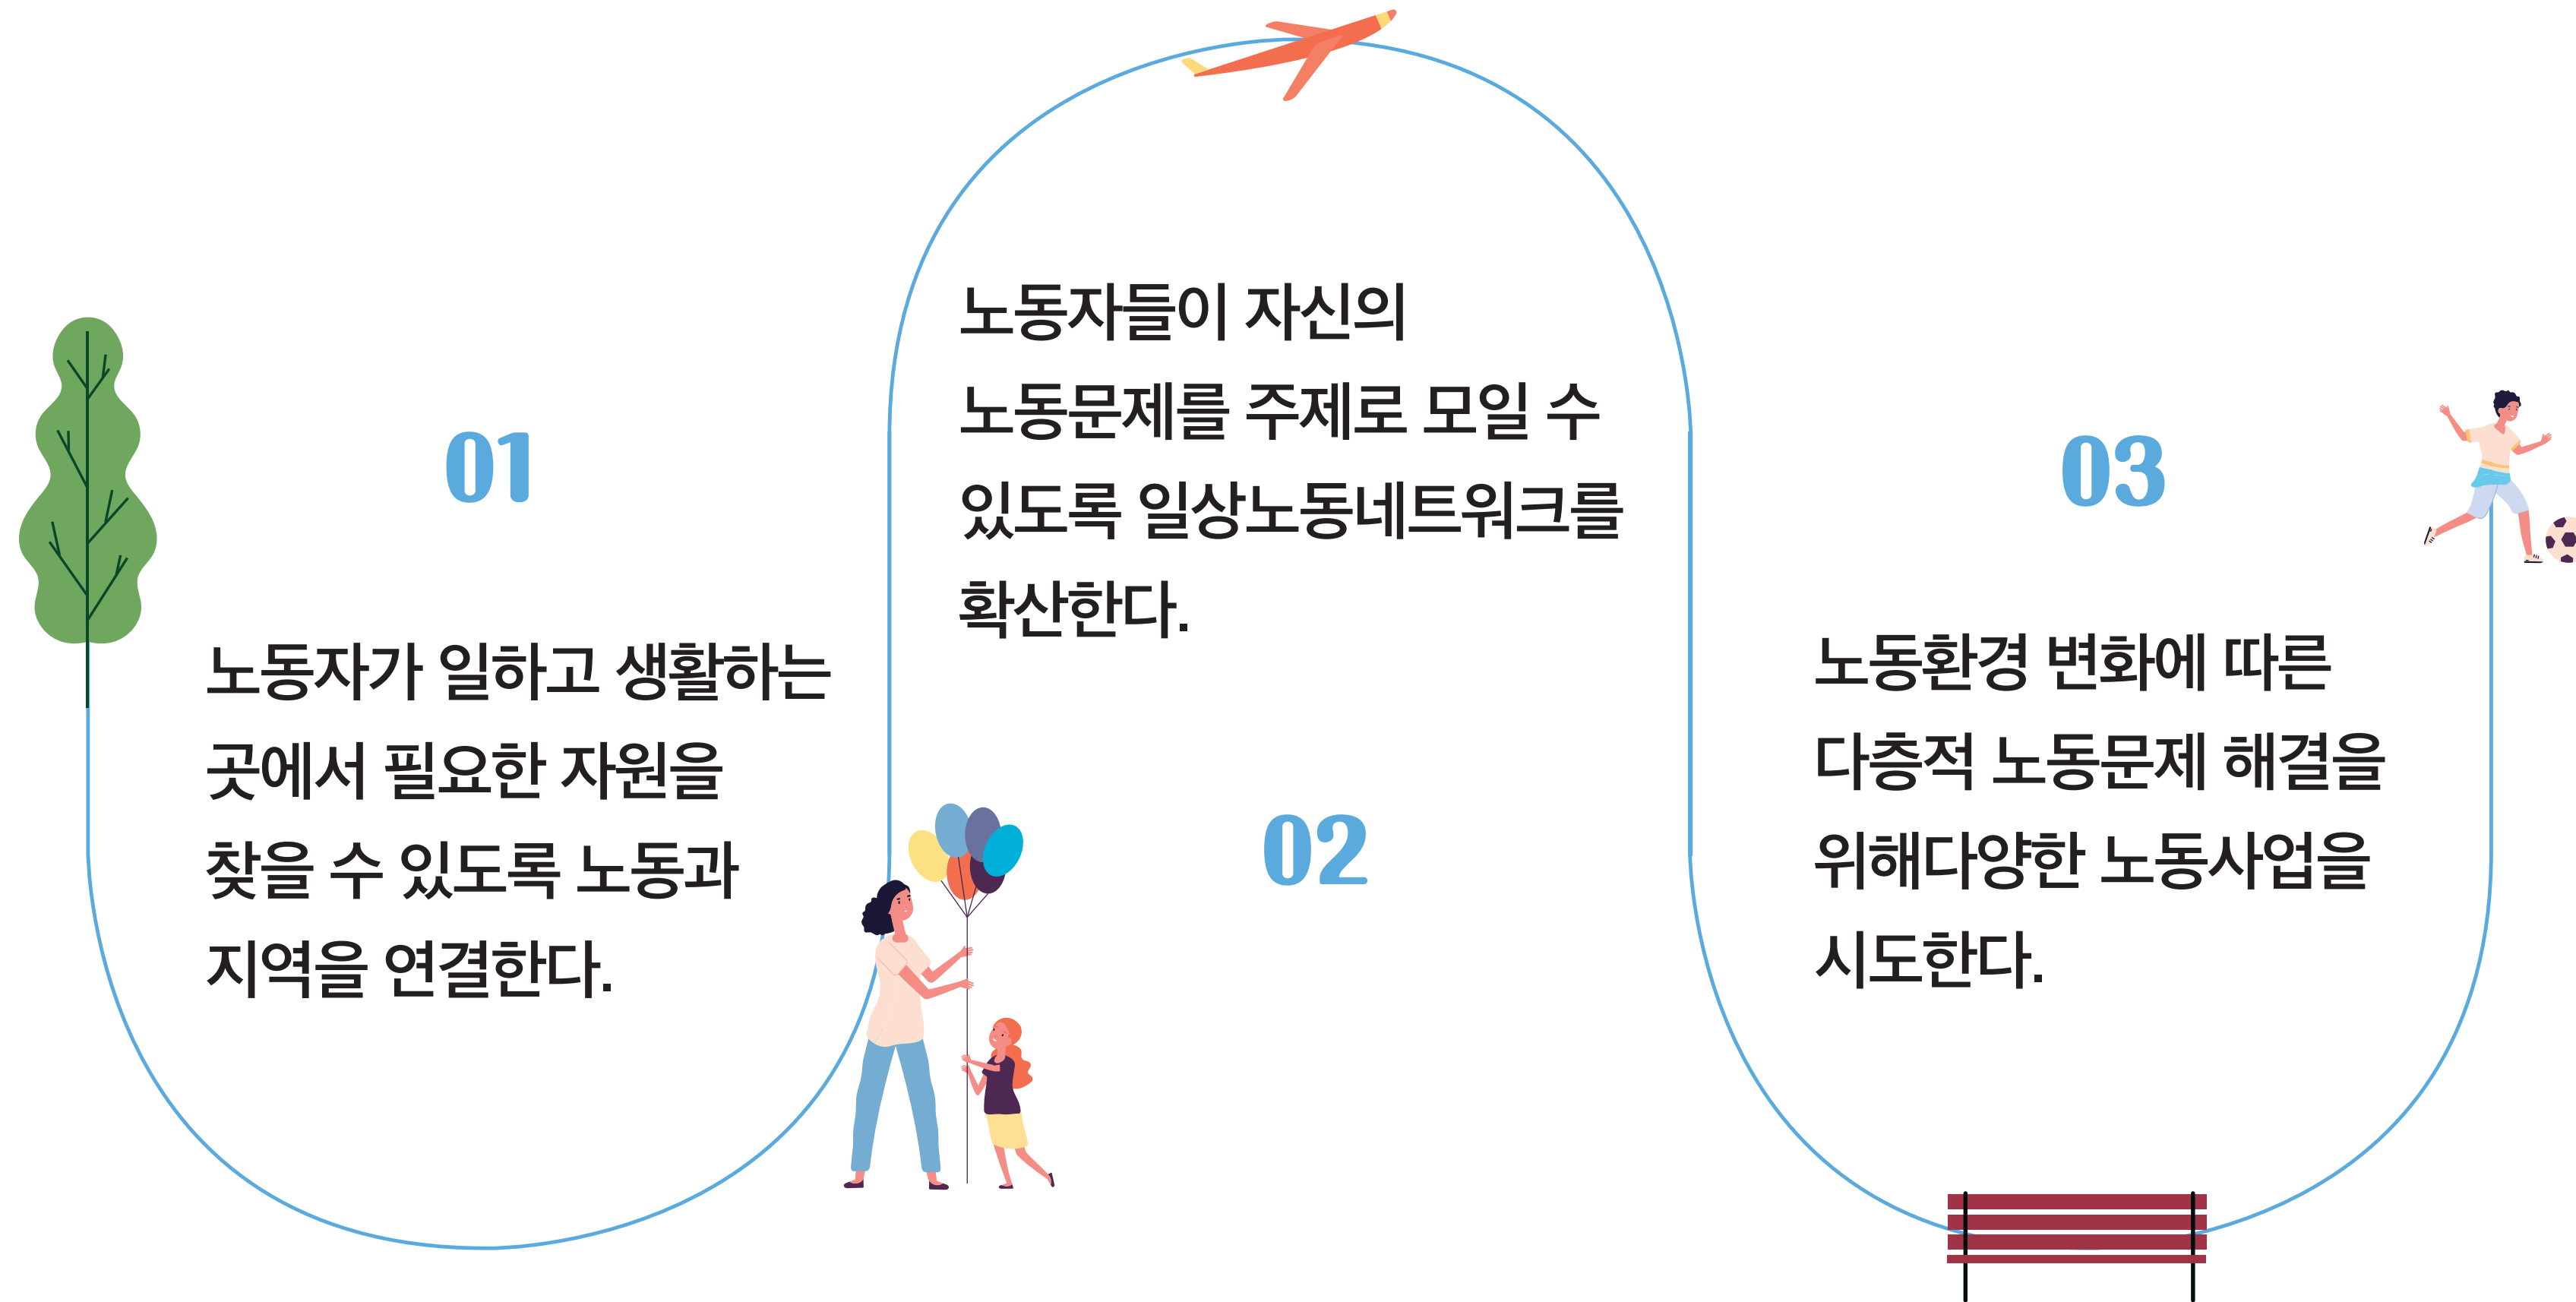 01
노동자가 일하고 생활하는
곳에서 필요한 자원을
찾을 수 있도록 노동과
지역을 연결한다.
노동자들이 자신의
노동문제를 주제로 모일 수
있도록 일상노동네트워크를
확산한다.
02
03
노동환경 변화에 따른
다층적 노동문제 해결을
위해다양한 노동사업을
시도한다.